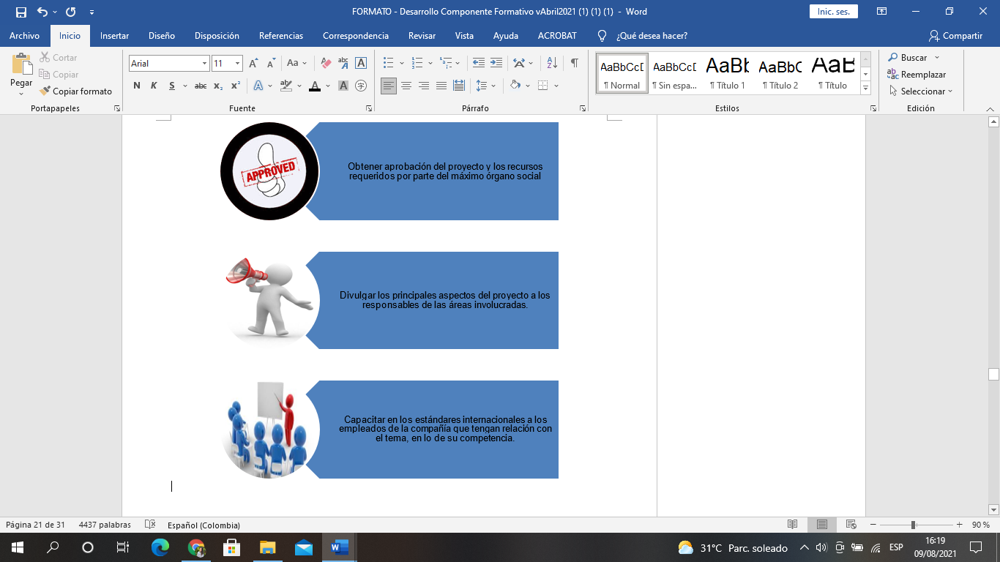 FORMATO - Desarrollo Componente Formativo vAbril2021 (1) (1) (1) - Word
Inic. ses.
Archivo Inicio Insertar Diseño Disposición Referencias Correspondencia Revisar Vista Ayuda ACROBAT ¿Qué desea hacer? Compartir
Pegar
Cortar
Copiar
Copiar formato
Portapapeles
Arial 11
Aa
abc A
N K S abc x₂ x²
A A A
Fuente
Párrafo
AaBbCcD AaBbCcD AaBb AaBbC AaB
¶ Normal ¶ Sin espa... ¶ Título 1 ¶ Título 2 ¶ Título
Estilos
Buscar
Reemplazar
Seleccionar
Edición
APPROVED
Obtener aprobación del proyecto y los recursos
requeridos por parte del máximo órgano social
Divulgar los principales aspectos del proyecto a los
responsables de las áreas involucradas.
Capacitar en los estándares internacionales a los
empleados de la compañía que tengan relación con
el tema, en lo de su competencia.
Página 21 de 31 4437 palabras Español (Colombia) 90 %
31°C Parc. soleado ESP 16:19
09/08/2021